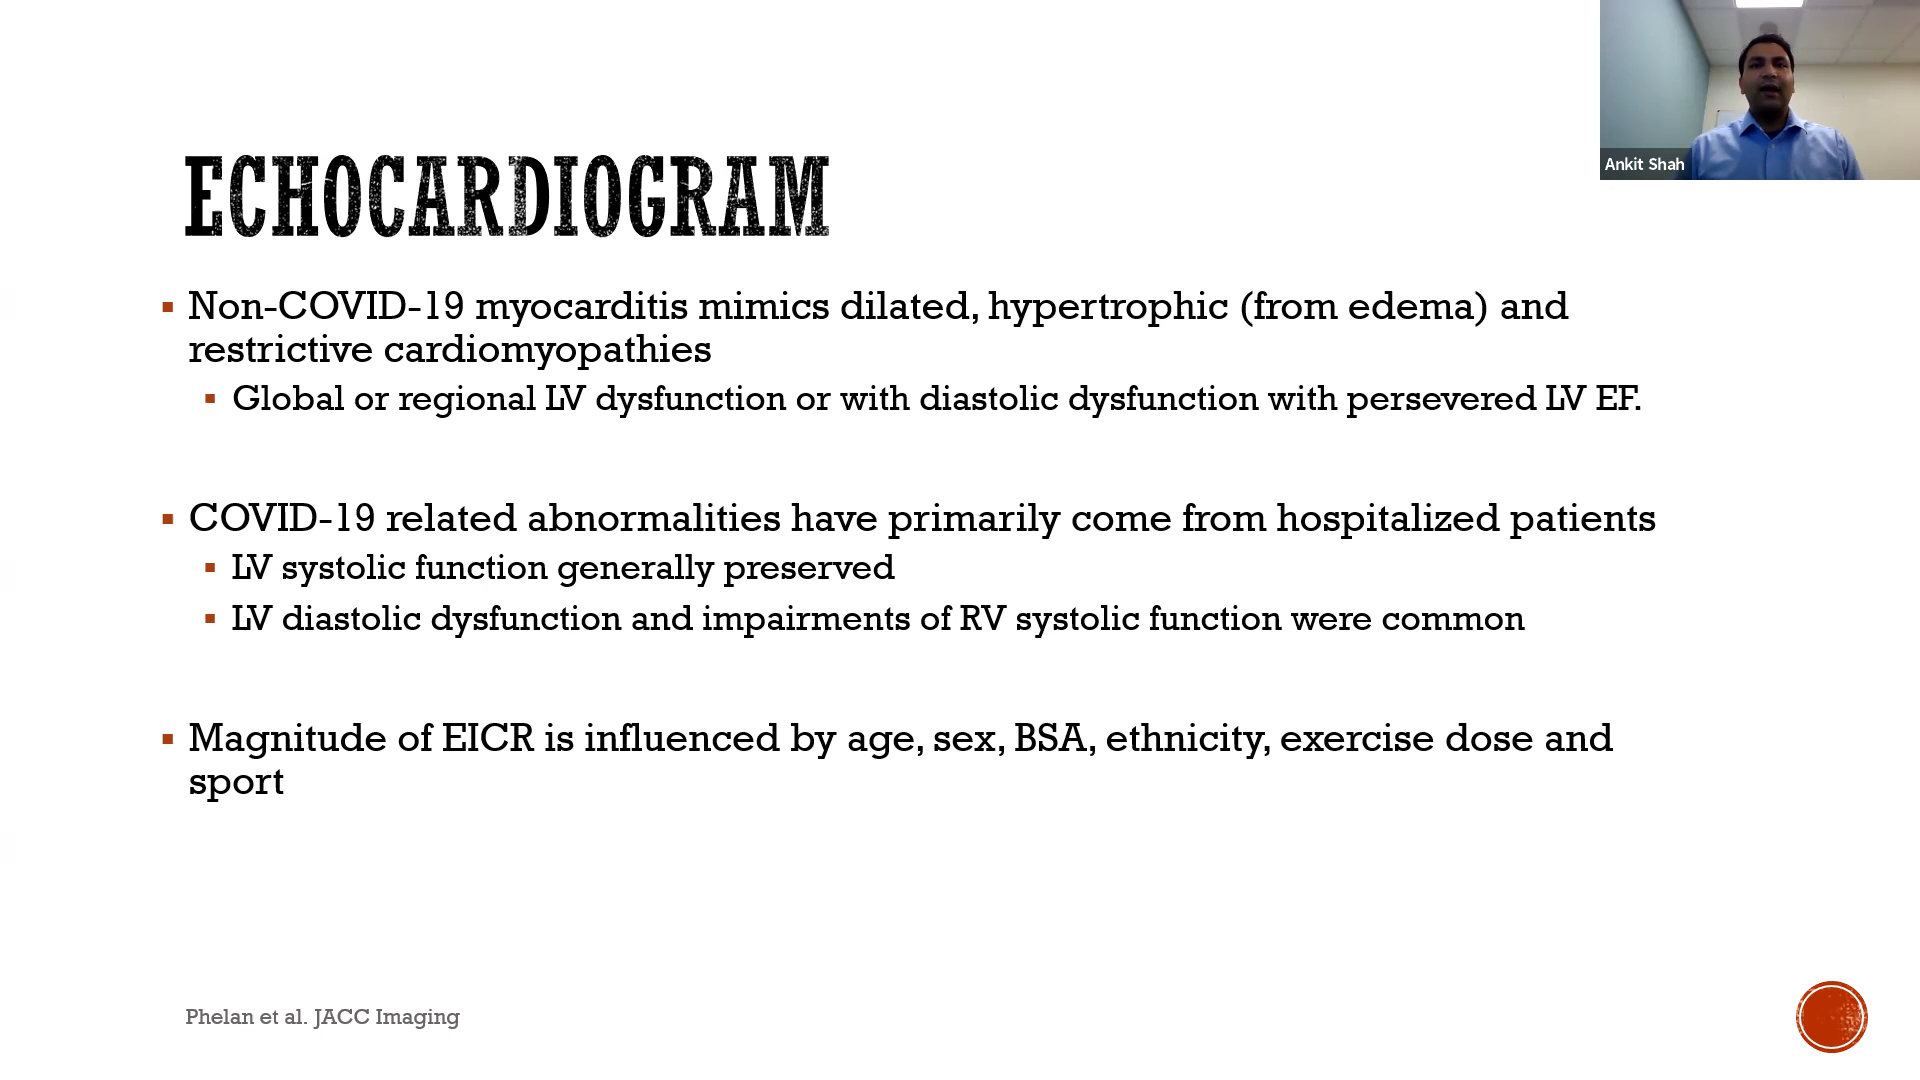 Ankit Shah
ECHOCARDIOGRAM
Non-COVID-19 myocarditis mimics dilated, hypertrophic (from edema) and
restrictive cardiomyopathies
Global or regional LV dysfunction or with diastolic dysfunction with persevered LV EF.
COVID-19 related abnormalities have primarily come from hospitalized patients
LV systolic function generally preserved
LV diastolic dysfunction and impairments of RV systolic function were common
Magnitude of EICR is influenced by age, sex, BSA, ethnicity, exercise dose and
sport
Phelan et al. JACC Imaging